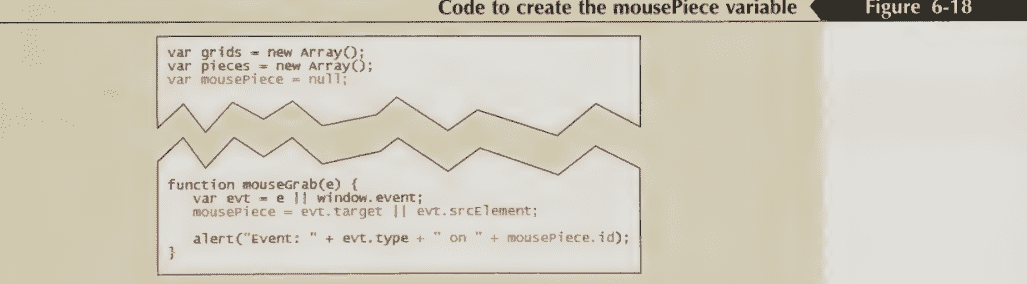 Code to create the mousePiece variable Figure 6-18
var grids = new Array();
var pieces = new Array();
var mousePiece = null;
function mouseGrab(e) {
var evt = e || window.event;
mousePiece = evt.target || evt.srcElement;
alert("Event: " + evt.type + " on " + mousePiece.id);
}